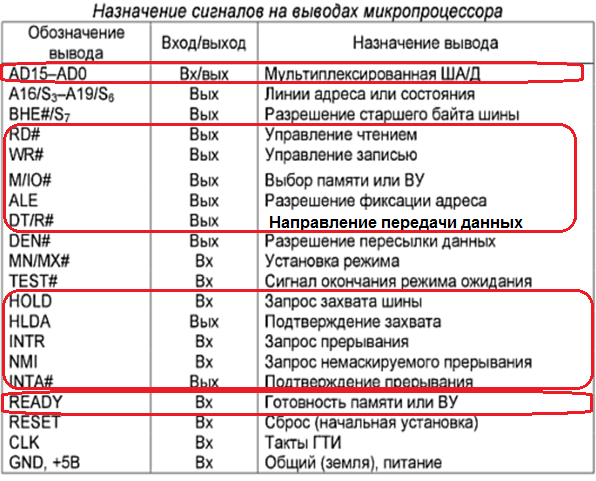 Назначение сигналов на выводах микропроцессора
Обозначение вывода Вход/выход Назначение вывода
AD15–AD0 Вх/вых Мультиплексированная ША/Д
A16/S3–A19/S6 Вых Линии адреса или состояния
BHE#/S7 Вых Разрешение старшего байта шины
RD# Вых Управление чтением
WR# Вых Управление записью
M/IO# Вых Выбор памяти или ВУ
ALE Вых Разрешение фиксации адреса
DT/R# Вых Направление передачи данных
DEN# Вых Разрешение пересылки данных
MN/MX# Вх Установка режима
TEST# Вх Сигнал окончания режима ожидания
HOLD Вх Запрос захвата шины
HLDA Вых Подтверждение захвата
INTR Вх Запрос прерывания
NMI Вх Запрос немаскируемого прерывания
INTA# Вых Подтверждение прерывания
READY Вх Готовность памяти или ВУ
RESET Вх Сброс (начальная установка)
CLK Вх Такты ГТИ
GND, +5В Вх Общий (земля), питание